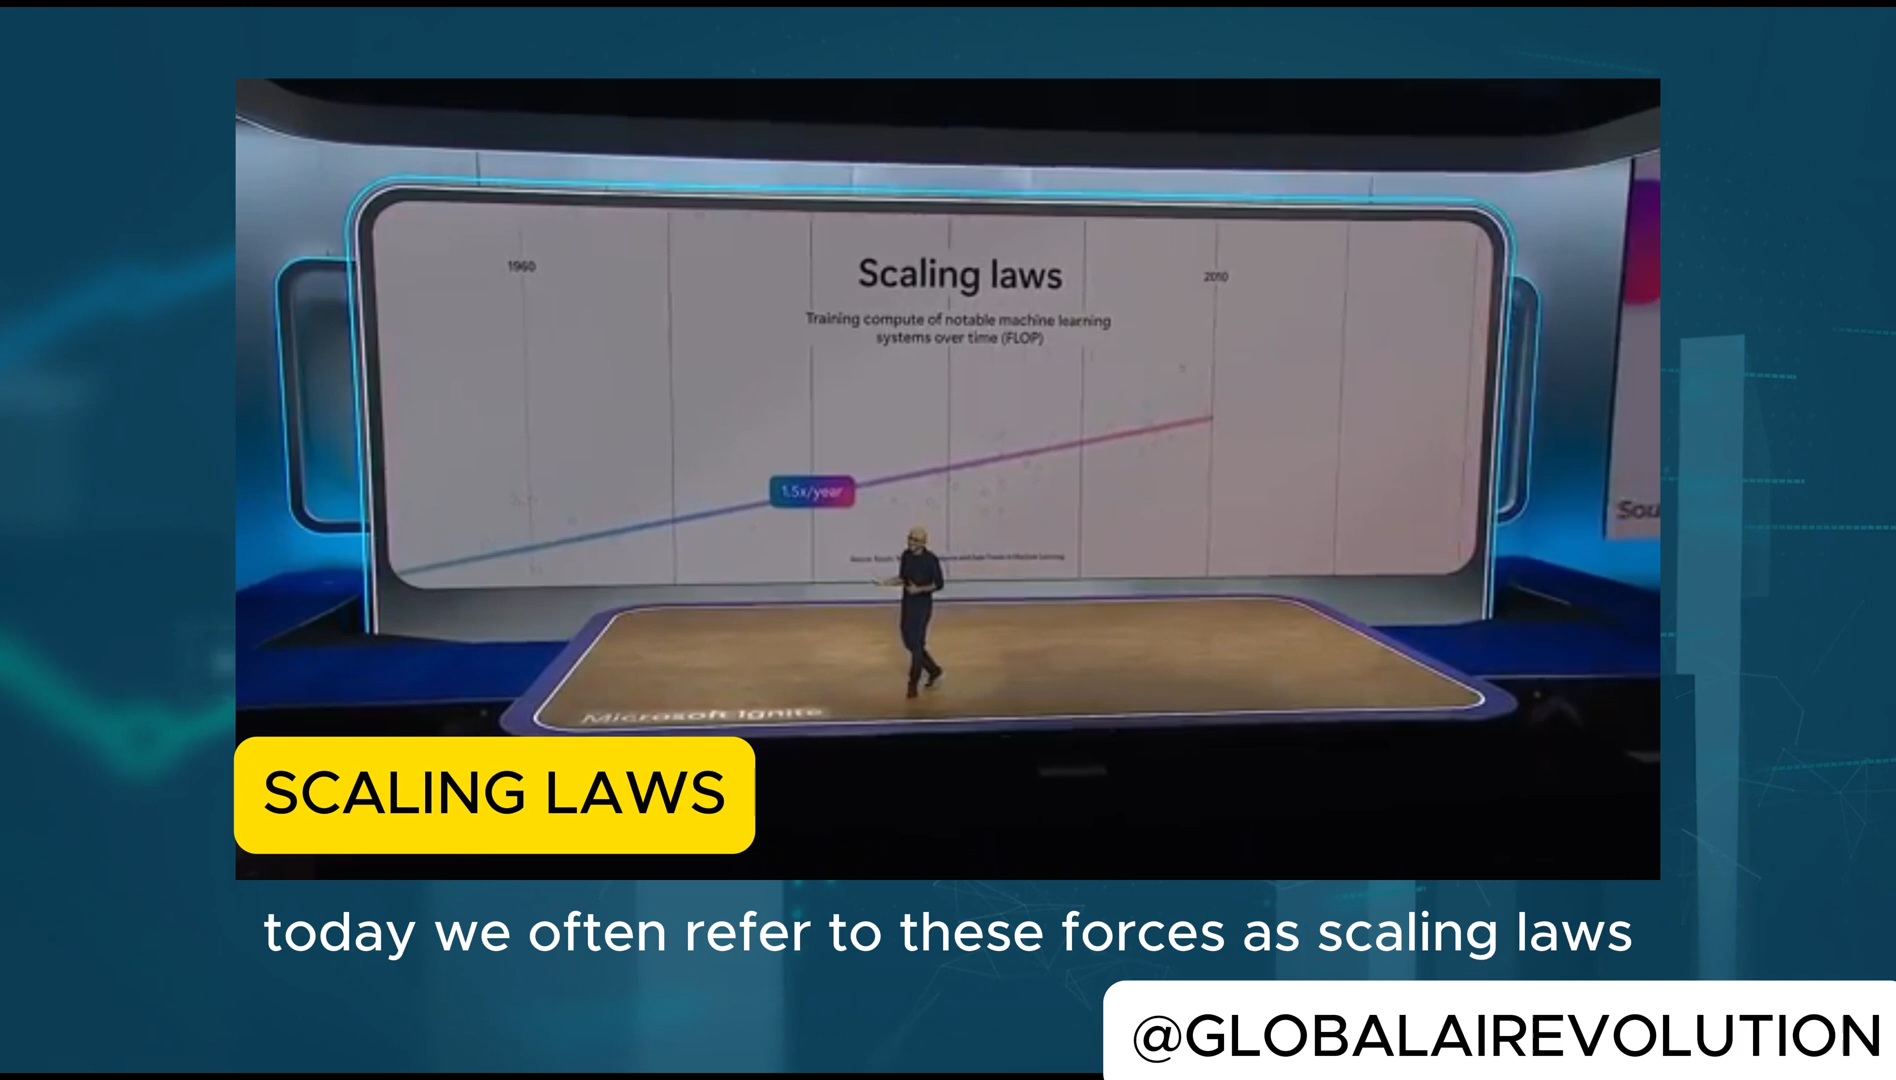 1960
Scaling laws
2010
Training compute of notable machine learning
systems over time (FLOP)
1.5x/year
Sou
Microsoft Ignite
SCALING LAWS
today we often refer to these forces as scaling laws
@GLOBALAIREVOLUTION